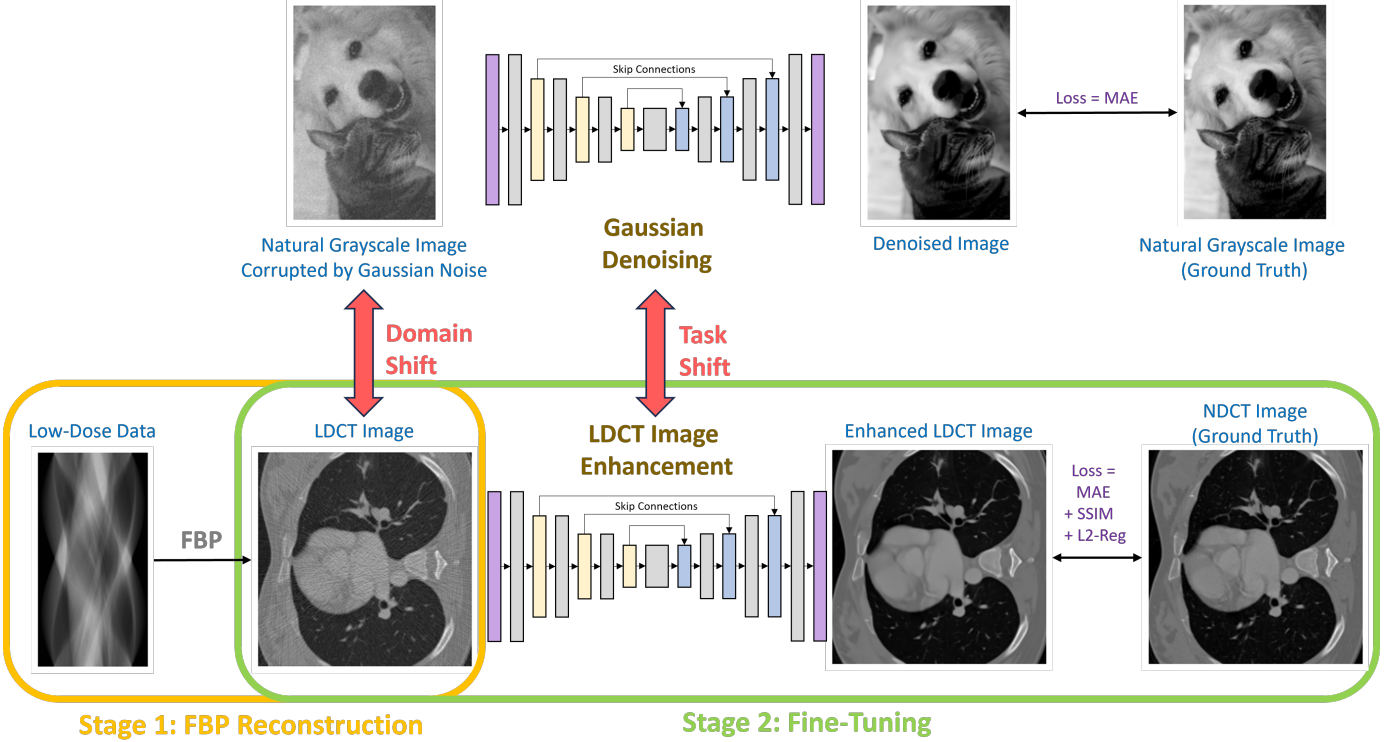 Skip Connections
Loss = MAE
Natural Grayscale Image
Corrupted by Gaussian Noise
Gaussian
Denoising
Denoised Image
Natural Grayscale Image
(Ground Truth)
Domain
Shift
Task
Shift
Low-Dose Data
LDCT Image
LDCT Image
Enhancement
Enhanced LDCT Image
NDCT Image
(Ground Truth)
FBP
Skip Connections
Loss =
MAE
+ SSIM
+ L2-Reg
Stage 1: FBP Reconstruction
Stage 2: Fine-Tuning